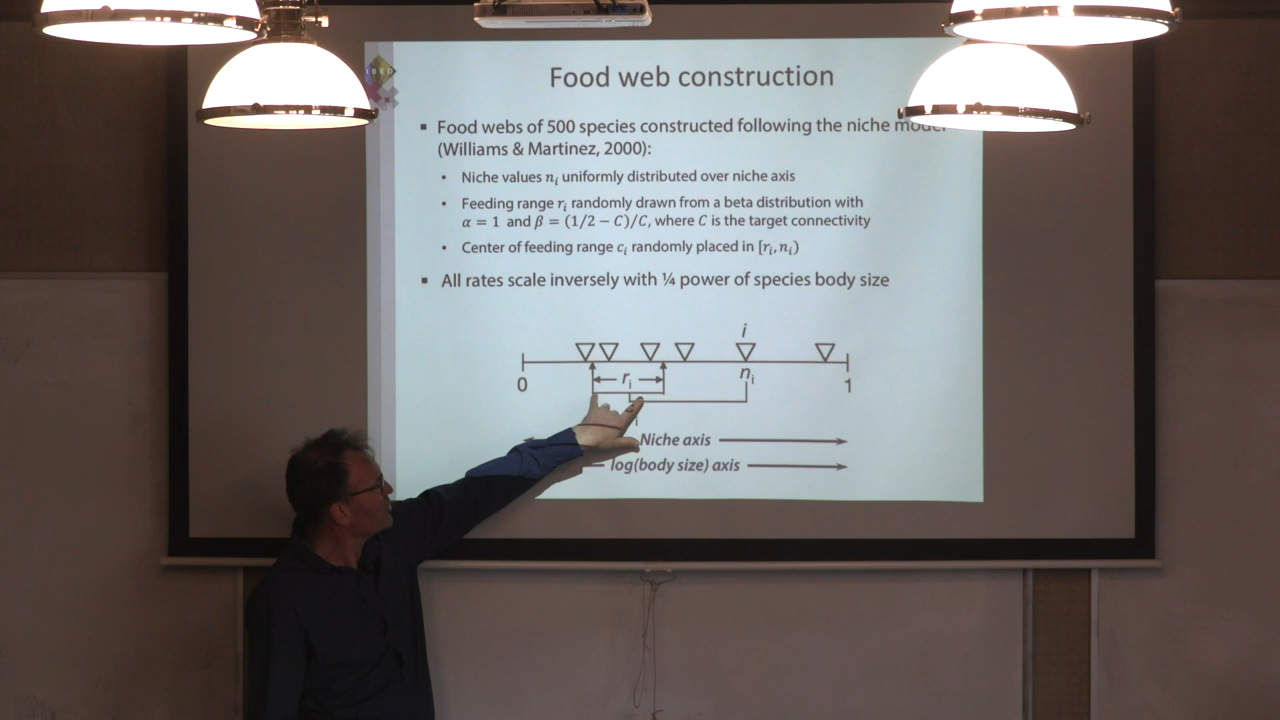 IBED
Food web construction
▪ Food webs of 500 species constructed following the niche model
(Williams & Martinez, 2000):
• Niche values nᵢ uniformly distributed over niche axis
• Feeding range rᵢ randomly drawn from a beta distribution with
α = 1 and β = (1/2 − C)/C, where C is the target connectivity
• Center of feeding range cᵢ randomly placed in [rᵢ, nᵢ)
▪ All rates scale inversely with ¼ power of species body size
i
rᵢ
nᵢ
0 1
Niche axis
log(body size) axis